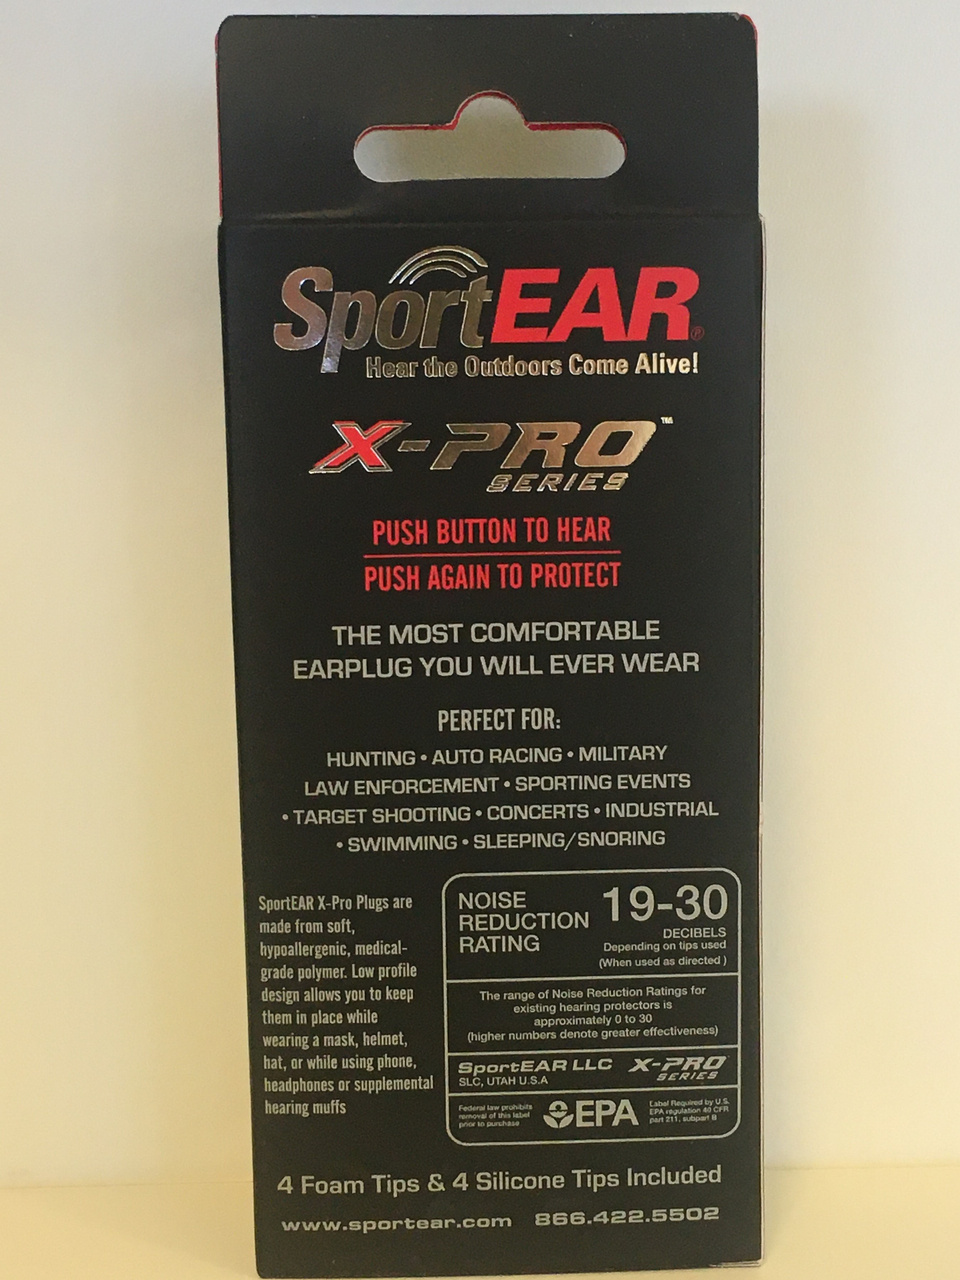 SportEAR®
Hear the Outdoors Come Alive!
X-PRO™
SERIES
PUSH BUTTON TO HEAR
PUSH AGAIN TO PROTECT
THE MOST COMFORTABLE
EARPLUG YOU WILL EVER WEAR
PERFECT FOR:
HUNTING • AUTO RACING • MILITARY
LAW ENFORCEMENT • SPORTING EVENTS
• TARGET SHOOTING • CONCERTS • INDUSTRIAL
• SWIMMING • SLEEPING/SNORING
SportEAR X-Pro Plugs are
made from soft,
hypoallergenic, medical-
grade polymer. Low profile
design allows you to keep
them in place while
wearing a mask, helmet,
hat, or while using phone,
headphones or supplemental
hearing muffs
NOISE
REDUCTION
RATING
19-30
DECIBELS
Depending on tips used
(When used as directed )
The range of Noise Reduction Ratings for
existing hearing protectors is
approximately 0 to 30
(higher numbers denote greater effectiveness)
SportEAR LLC
SLC, UTAH U.S.A
X-PRO™
SERIES
Federal law prohibits
removal of this label
prior to purchase
EPA
Label Required by U.S.
EPA regulation 40 CFR
part 211, subpart B
4 Foam Tips & 4 Silicone Tips Included
www.sportear.com 866.422.5502